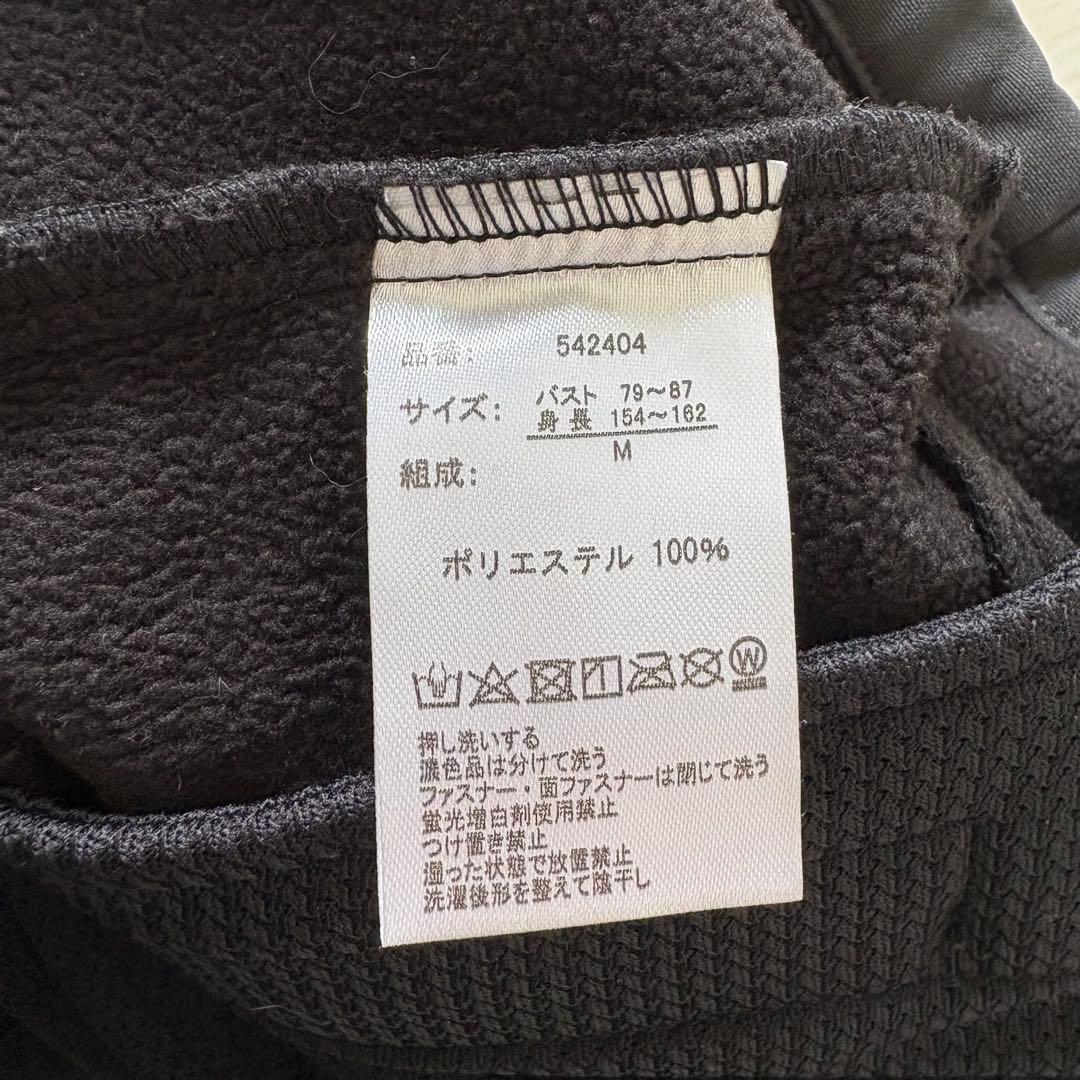 品番: 542404
サイズ: バスト 79〜87
身長 154〜162
M
組成:
ポリエステル 100%
W
押し洗いする
濃色品は分けて洗う
ファスナー・面ファスナーは閉じて洗う
蛍光増白剤使用禁止
つけ置き禁止
湿った状態で放置禁止
洗濯後形を整えて陰干し